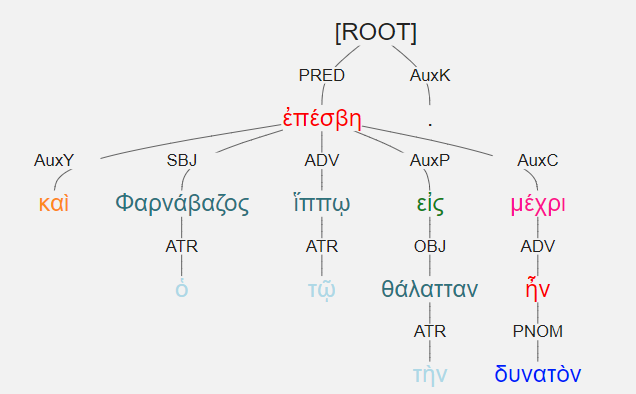 [ROOT]
PRED AuxK
ἐπέσβη .
AuxY SBJ ADV AuxP AuxC
καὶ Φαρνάβαζος ἵππῳ εἰς μέχρι
ATR ATR OBJ ADV
ὁ τῷ θάλατταν ἦν
ATR PNOM
τὴν δυνατὸν